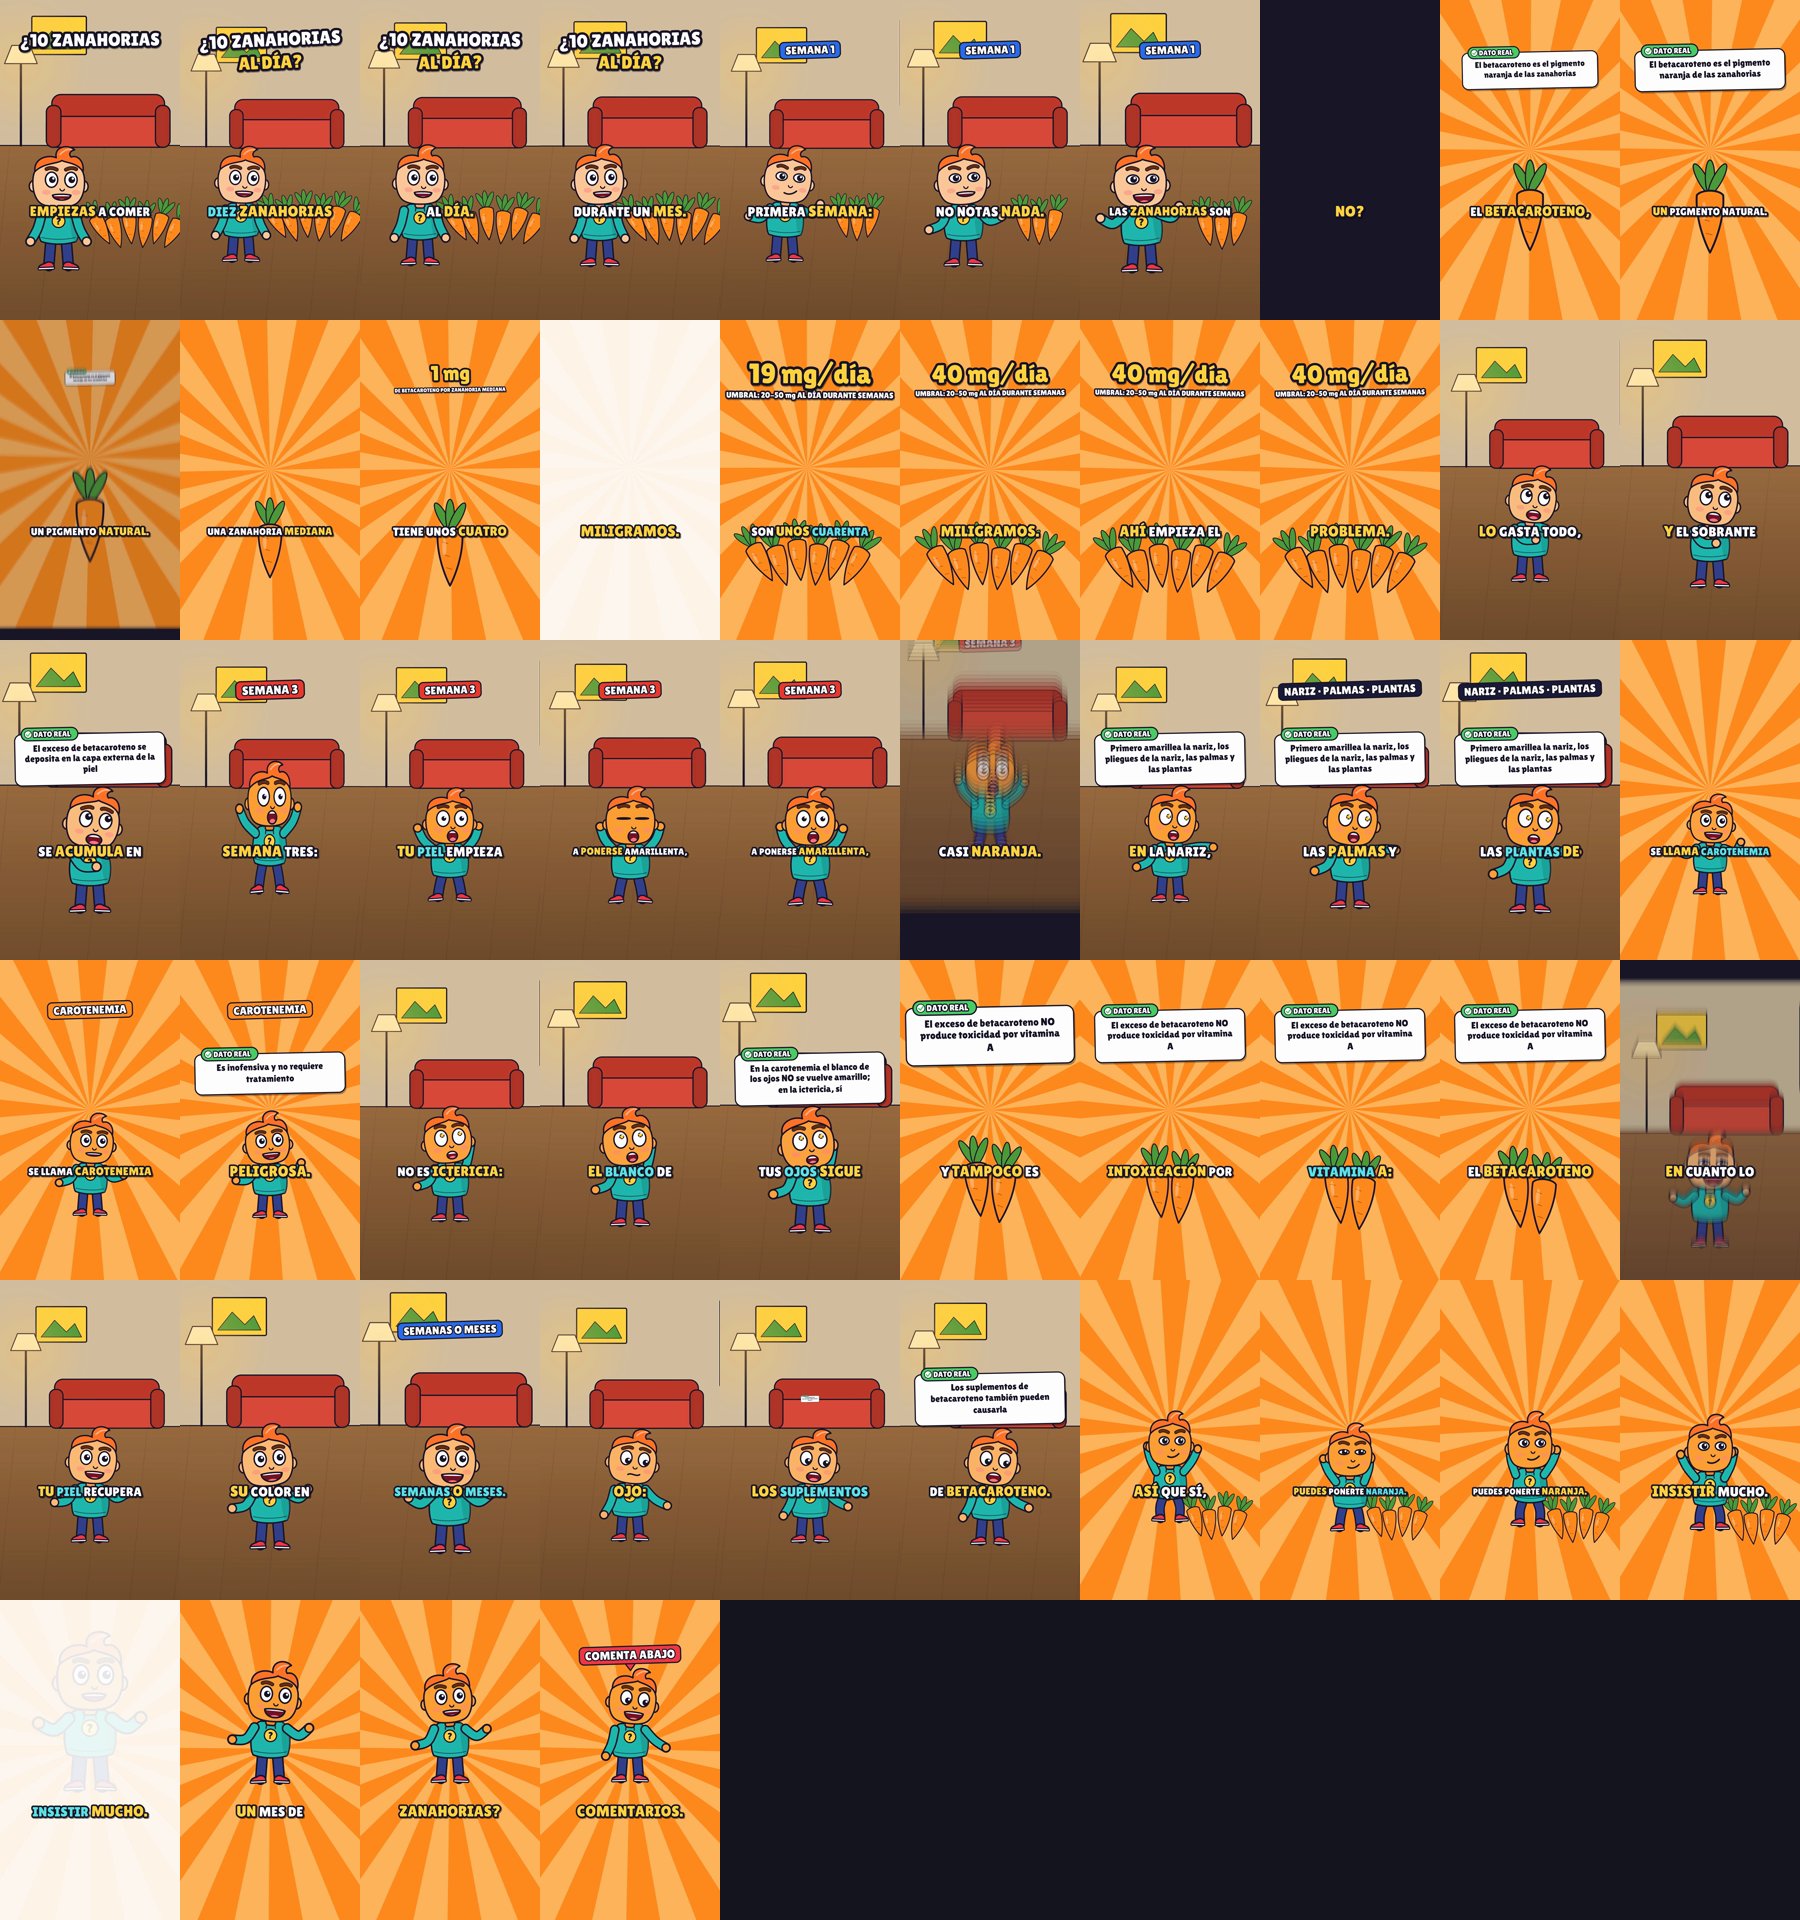 ¿10 ZANAHORIAS
EMPIEZAS A COMER
¿10 ZANAHORIAS
AL DÍA?
DIEZ ZANAHORIAS
¿10 ZANAHORIAS
AL DÍA?
AL DÍA.
¿10 ZANAHORIAS
AL DÍA?
DURANTE UN MES.
SEMANA 1
PRIMERA SEMANA:
SEMANA 1
NO NOTAS NADA.
SEMANA 1
LAS ZANAHORIAS SON
NO?
DATO REAL
El betacaroteno es el pigmento
naranja de las zanahorias
EL BETACAROTENO,
DATO REAL
El betacaroteno es el pigmento
naranja de las zanahorias
UN PIGMENTO NATURAL.
UN PIGMENTO NATURAL.
UNA ZANAHORIA MEDIANA
1 mg
DE BETACAROTENO POR ZANAHORIA MEDIANA
TIENE UNOS CUATRO
MILIGRAMOS.
19 mg/día
UMBRAL: 20-50 mg AL DÍA DURANTE SEMANAS
SON UNOS CUARENTA
40 mg/día
UMBRAL: 20-50 mg AL DÍA DURANTE SEMANAS
MILIGRAMOS.
40 mg/día
UMBRAL: 20-50 mg AL DÍA DURANTE SEMANAS
AHÍ EMPIEZA EL
40 mg/día
UMBRAL: 20-50 mg AL DÍA DURANTE SEMANAS
PROBLEMA.
LO GASTA TODO,
Y EL SOBRANTE
DATO REAL
El exceso de betacaroteno se
deposita en la capa externa de la
piel
SE ACUMULA EN
SEMANA 3
SEMANA TRES:
SEMANA 3
TU PIEL EMPIEZA
SEMANA 3
A PONERSE AMARILLENTA,
SEMANA 3
A PONERSE AMARILLENTA,
SEMANA 3
CASI NARANJA.
DATO REAL
Primero amarillea la nariz, los
pliegues de la nariz, las palmas y
las plantas
EN LA NARIZ,
NARIZ · PALMAS · PLANTAS
DATO REAL
Primero amarillea la nariz, los
pliegues de la nariz, las palmas y
las plantas
LAS PALMAS Y
NARIZ · PALMAS · PLANTAS
DATO REAL
Primero amarillea la nariz, los
pliegues de la nariz, las palmas y
las plantas
LAS PLANTAS DE
SE LLAMA CAROTENEMIA
CAROTENEMIA
SE LLAMA CAROTENEMIA
CAROTENEMIA
DATO REAL
Es inofensiva y no requiere
tratamiento
PELIGROSA.
NO ES ICTERICIA:
EL BLANCO DE
DATO REAL
En la carotenemia el blanco de
los ojos NO se vuelve amarillo;
en la ictericia, sí
TUS OJOS SIGUE
DATO REAL
El exceso de betacaroteno NO
produce toxicidad por vitamina
A
Y TAMPOCO ES
DATO REAL
El exceso de betacaroteno NO
produce toxicidad por vitamina
A
INTOXICACIÓN POR
DATO REAL
El exceso de betacaroteno NO
produce toxicidad por vitamina
A
VITAMINA A:
DATO REAL
El exceso de betacaroteno NO
produce toxicidad por vitamina
A
EL BETACAROTENO
EN CUANTO LO
TU PIEL RECUPERA
SU COLOR EN
SEMANAS O MESES
SEMANAS O MESES.
OJO:
LOS SUPLEMENTOS
DATO REAL
Los suplementos de
betacaroteno también pueden
causarla
DE BETACAROTENO.
ASÍ QUE SÍ,
PUEDES PONERTE NARANJA.
PUEDES PONERTE NARANJA.
INSISTIR MUCHO.
INSISTIR MUCHO.
UN MES DE
ZANAHORIAS?
COMENTA ABAJO
COMENTARIOS.